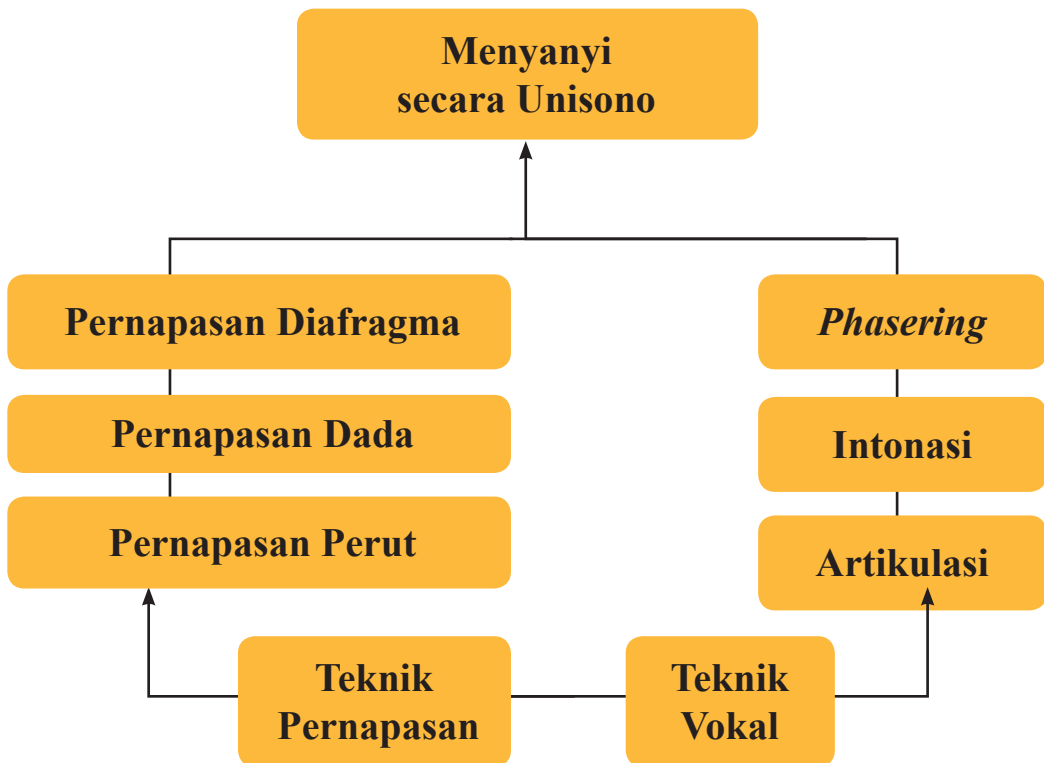 Menyanyi
secara Unisono
Pernapasan Diafragma
Phasering
Pernapasan Dada
Intonasi
Pernapasan Perut
Artikulasi
Teknik
Pernapasan
Teknik
Vokal